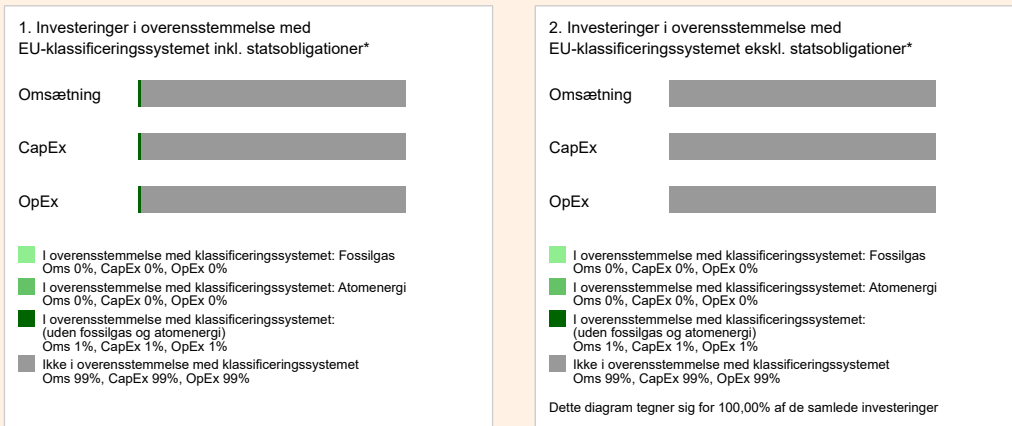 1. Investeringer i overensstemmelse med
EU-klassificeringssystemet inkl. statsobligationer*
Omsætning
CapEx
OpEx
I overensstemmelse med klassificeringssystemet: Fossilgas
Oms 0%, CapEx 0%, OpEx 0%
I overensstemmelse med klassificeringssystemet: Atomenergi
Oms 0%, CapEx 0%, OpEx 0%
I overensstemmelse med klassificeringssystemet:
(uden fossilgas og atomenergi)
Oms 1%, CapEx 1%, OpEx 1%
Ikke i overensstemmelse med klassificeringssystemet
Oms 99%, CapEx 99%, OpEx 99%
2. Investeringer i overensstemmelse med
EU-klassificeringssystemet ekskl. statsobligationer*
Omsætning
CapEx
OpEx
I overensstemmelse med klassificeringssystemet: Fossilgas
Oms 0%, CapEx 0%, OpEx 0%
I overensstemmelse med klassificeringssystemet: Atomenergi
Oms 0%, CapEx 0%, OpEx 0%
I overensstemmelse med klassificeringssystemet:
(uden fossilgas og atomenergi)
Oms 1%, CapEx 1%, OpEx 1%
Ikke i overensstemmelse med klassificeringssystemet
Oms 99%, CapEx 99%, OpEx 99%
Dette diagram tegner sig for 100,00% af de samlede investeringer